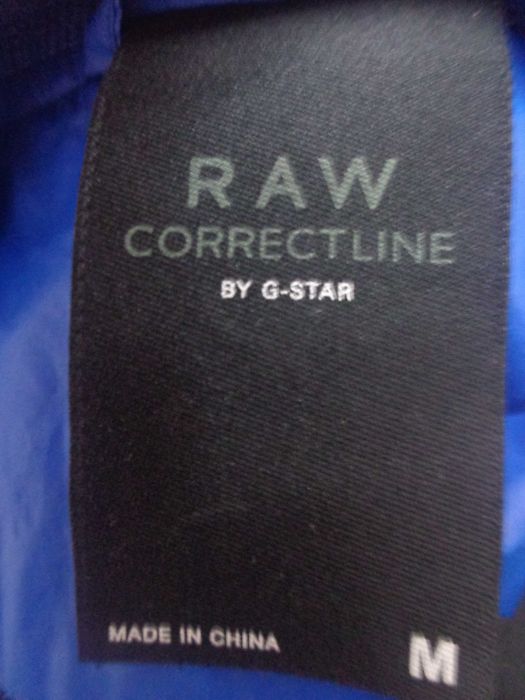 RAW
CORRECTLINE
BY G-STAR
MADE IN CHINA
M